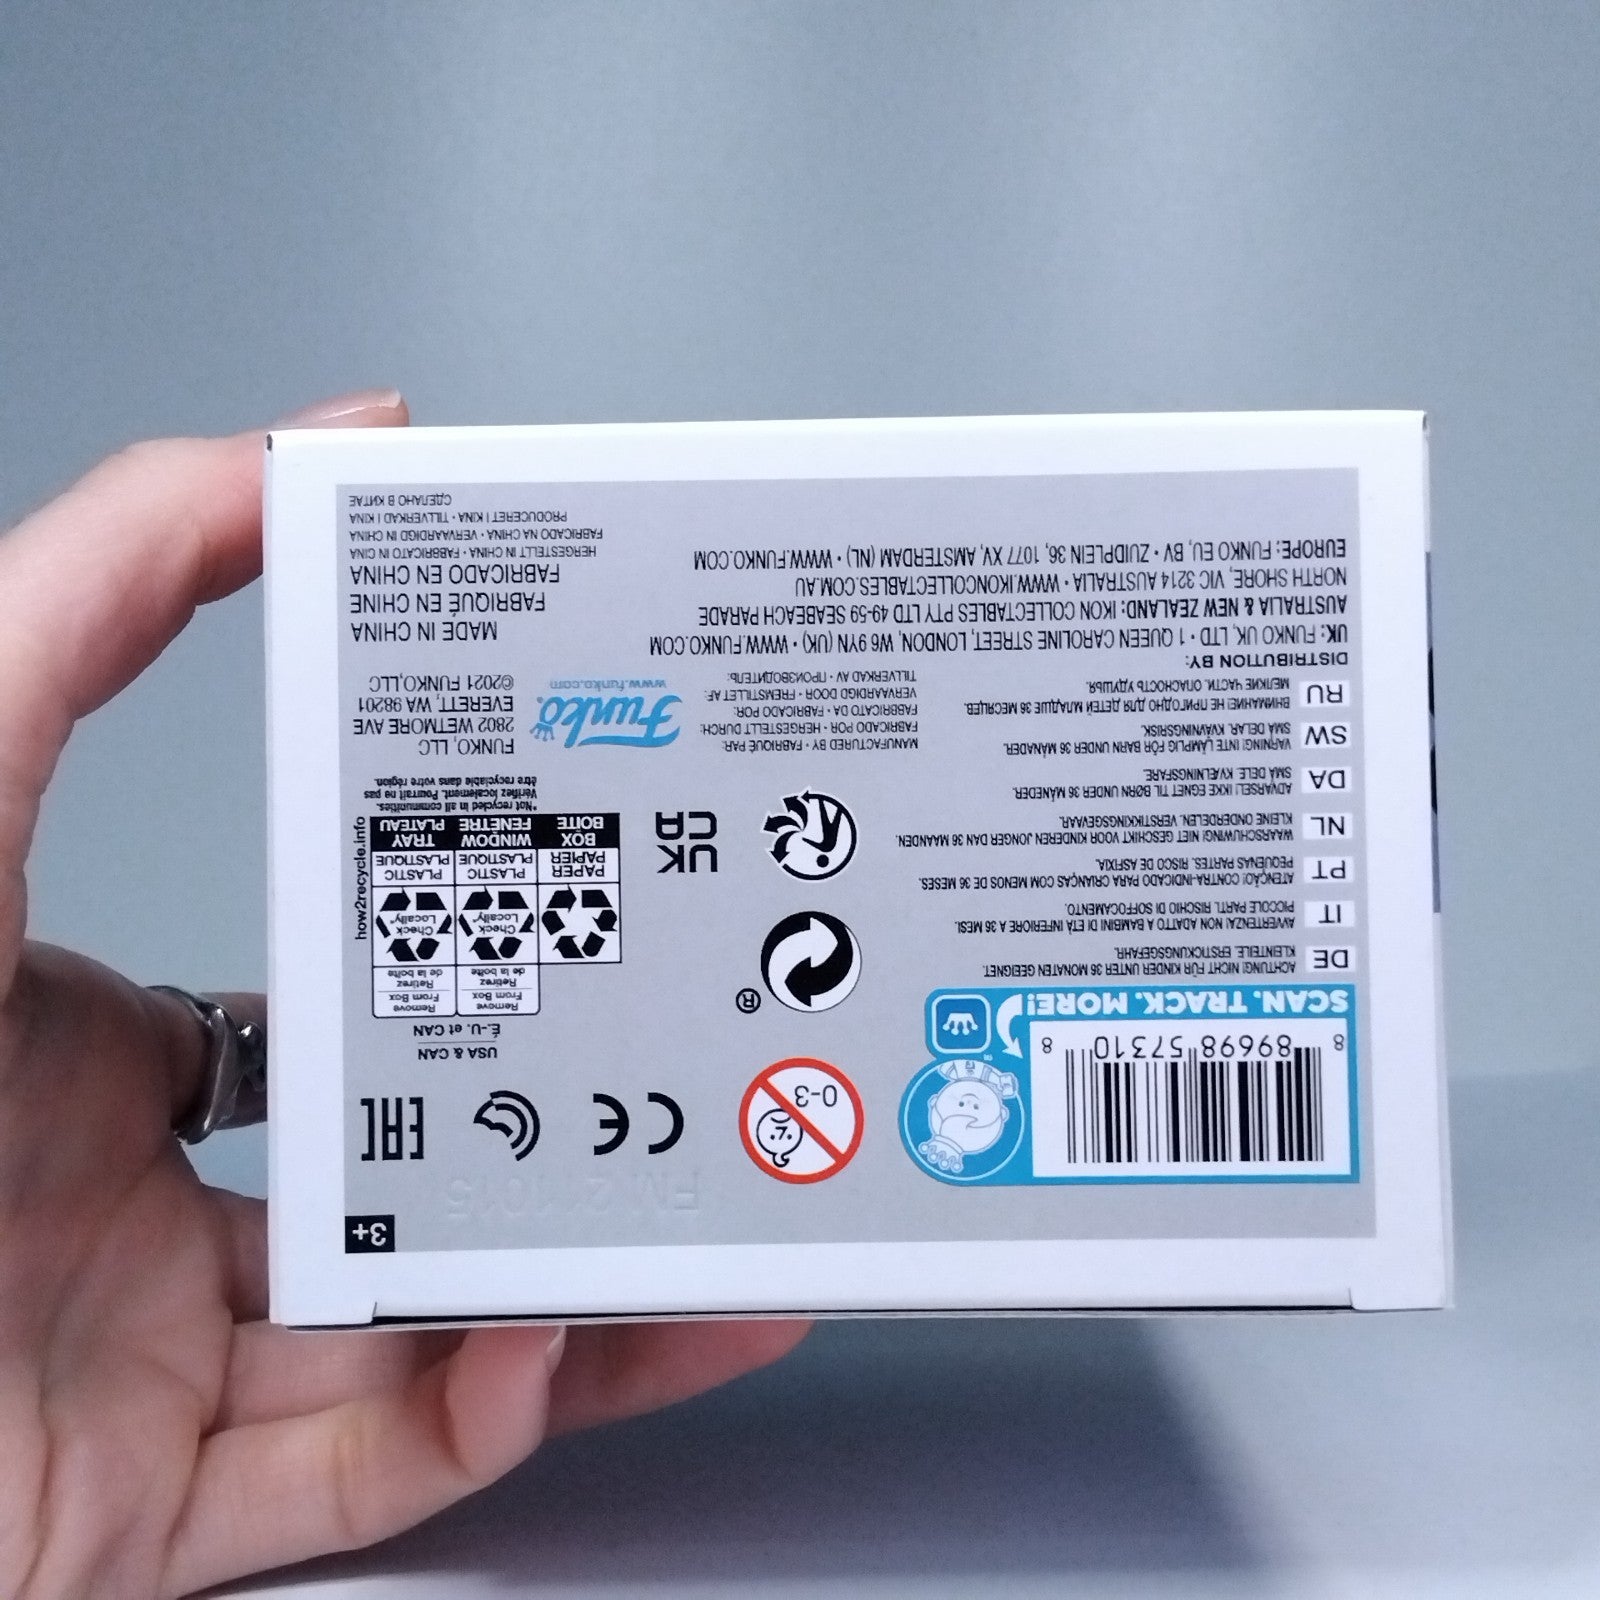 3+
FM 211015
8 89698 57310 8
SCAN. TRACK. MORE!
™
0-3
CE
EAC
USA & CAN
É.-U. et CAN
Remove
From Box
Retirez
de la boîte
Remove
From Box
Retirez
de la boîte
Check
Locally*
Check
Locally*
PAPER
PAPIER
PLASTIC
PLASTIQUE
PLASTIC
PLASTIQUE
BOX
BOÎTE
WINDOW
FENÊTRE
TRAY
PLATEAU
how2recycle.info
*Not recycled in all communities.
Vérifiez localement. Pourrait ne pas
être recyclable dans votre région.
®
UK
CA
DE
ACHTUNG! NICHT FÜR KINDER UNTER 36 MONATEN GEEIGNET.
KLEINTEILE. ERSTICKUNGSGEFAHR.
IT
AVVERTENZA! NON ADATTO A BAMBINI DI ETÀ INFERIORE A 36 MESI.
PICCOLE PARTI. RISCHIO DI SOFFOCAMENTO.
PT
ATENÇÃO! CONTRA-INDICADO PARA CRIANÇAS COM MENOS DE 36 MESES.
PEQUENAS PARTES. RISCO DE ASFIXIA.
NL
WAARSCHUWING! NIET GESCHIKT VOOR KINDEREN JONGER DAN 36 MAANDEN.
KLEINE ONDERDELEN. VERSTIKKINGSGEVAAR.
DA
ADVARSEL! IKKE EGNET TIL BØRN UNDER 36 MÅNEDER.
SMÅ DELE. KVÆLNINGSFARE.
SW
VARNING! INTE LÄMPLIG FÖR BARN UNDER 36 MÅNADER.
SMÅ DELAR. KVÄVNINGSRISK.
RU
ВНИМАНИЕ! НЕ ПРИГОДНО ДЛЯ ДЕТЕЙ МЛАДШЕ 36 МЕСЯЦЕВ.
МЕЛКИЕ ЧАСТИ. ОПАСНОСТЬ УДУШЬЯ.
MANUFACTURED BY • FABRIQUÉ PAR:
FABRICADO POR • HERGESTELLT DURCH:
FABBRICATO DA • FABRICADO POR:
VERVAARDIGD DOOR • FREMSTILLET AF:
TILLVERKAD AV • ПРОИЗВОДИТЕЛЬ:
Funko.
www.funko.com
FUNKO, LLC
2802 WETMORE AVE
EVERETT, WA 98201
©2021 FUNKO,LLC
DISTRIBUTION BY:
UK: FUNKO UK, LTD • 1 QUEEN CAROLINE STREET, LONDON, W6 9YN (UK) • WWW.FUNKO.COM
AUSTRALIA & NEW ZEALAND: IKON COLLECTABLES PTY LTD 49-59 SEABEACH PARADE
NORTH SHORE, VIC 3214 AUSTRALIA • WWW.IKONCOLLECTABLES.COM.AU
EUROPE: FUNKO EU, BV • ZUIDPLEIN 36, 1077 XV, AMSTERDAM (NL) • WWW.FUNKO.COM
MADE IN CHINA
FABRIQUÉ EN CHINE
FABRICADO EN CHINA
HERGESTELLT IN CHINA • FABBRICATO IN CINA
FABRICADO NA CHINA • VERVAARDIGD IN CHINA
PRODUCERET I KINA • TILLVERKAD I KINA
СДЕЛАНО В КИТАЕ